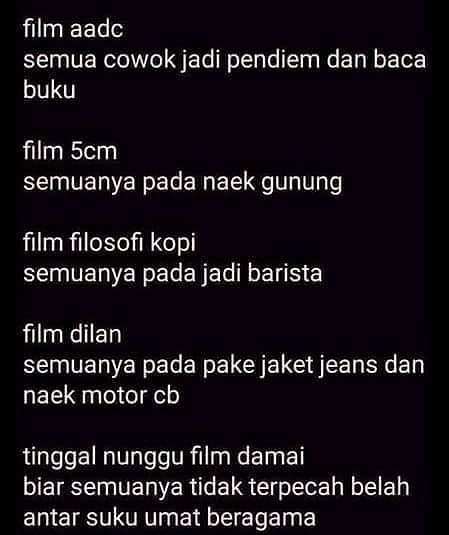 film aadc
semua cowok jadi pendiem dan baca
buku
film 5cm
semuanya pada naek gunung
film filosofi kopi
semuanya pada jadi barista
film dilan
semuanya pada pake jaket jeans dan
naek motor cb
tinggal nunggu film damai
biar semuanya tidak terpecah belah
antar suku umat beragama